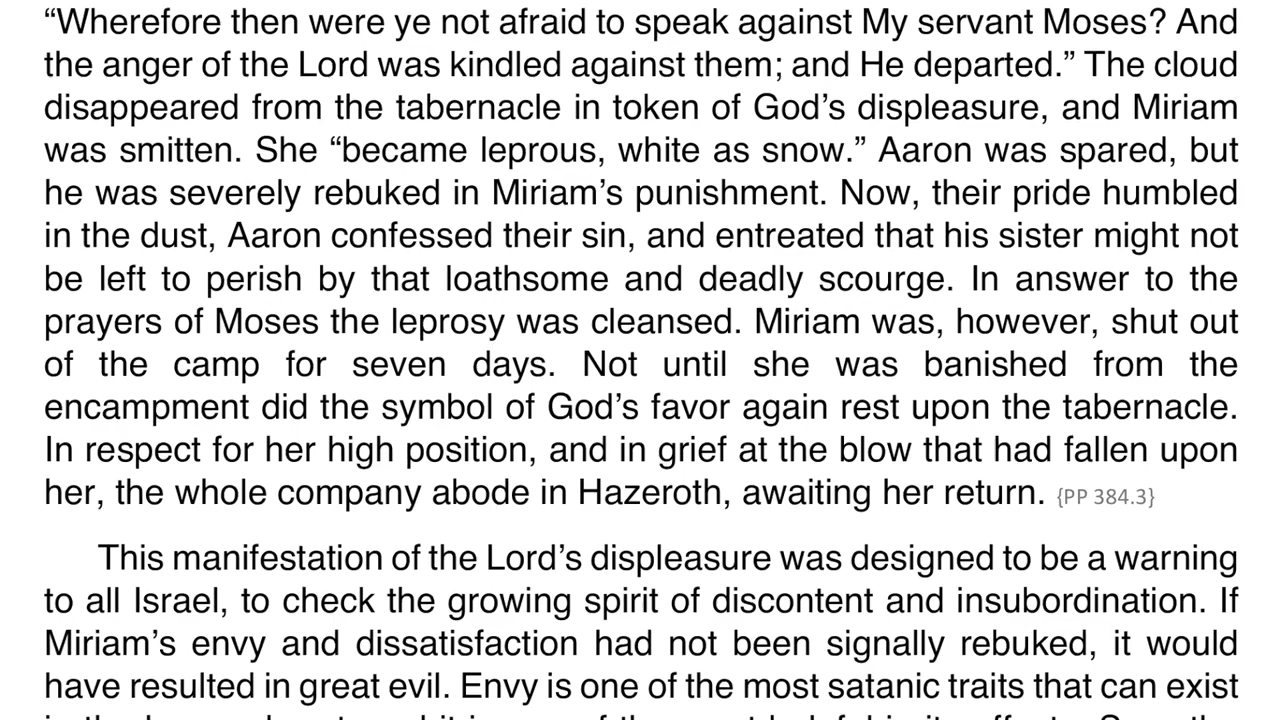 “Wherefore then were ye not afraid to speak against My servant Moses? And
the anger of the Lord was kindled against them; and He departed.” The cloud
disappeared from the tabernacle in token of God’s displeasure, and Miriam
was smitten. She “became leprous, white as snow.” Aaron was spared, but
he was severely rebuked in Miriam’s punishment. Now, their pride humbled
in the dust, Aaron confessed their sin, and entreated that his sister might not
be left to perish by that loathsome and deadly scourge. In answer to the
prayers of Moses the leprosy was cleansed. Miriam was, however, shut out
of the camp for seven days. Not until she was banished from the
encampment did the symbol of God’s favor again rest upon the tabernacle.
In respect for her high position, and in grief at the blow that had fallen upon
her, the whole company abode in Hazeroth, awaiting her return. {PP 384.3}
This manifestation of the Lord’s displeasure was designed to be a warning
to all Israel, to check the growing spirit of discontent and insubordination. If
Miriam’s envy and dissatisfaction had not been signally rebuked, it would
have resulted in great evil. Envy is one of the most satanic traits that can exist